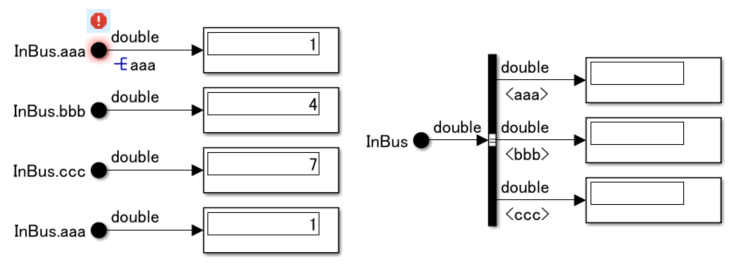 double
InBus.aaa
1
aaa
double
InBus.bbb
4
double
InBus.ccc
7
double
InBus.aaa
1
double
<aaa>
InBus
double
double
<bbb>
double
<ccc>